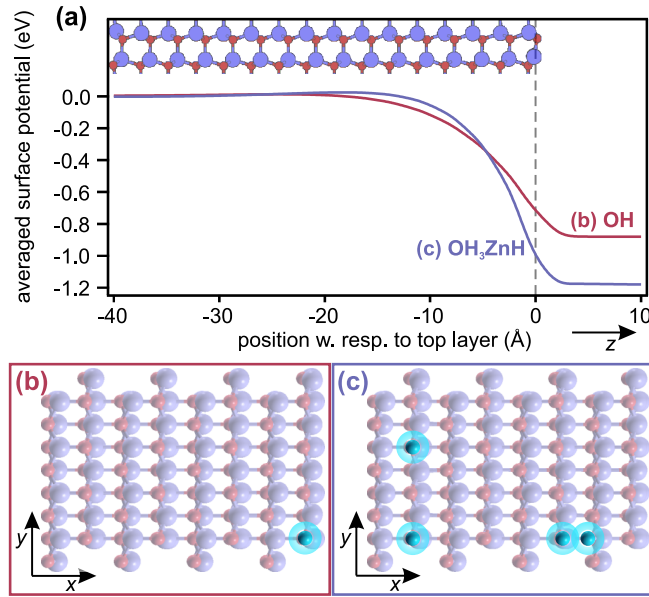 (a)
averaged surface potential (eV)
0.0
-0.2
-0.4
-0.6
-0.8
-1.0
-1.2
(b) OH
(c) OH₃ZnH
-40 -30 -20 -10 0 10
position w. resp. to top layer (Å)
z
(b)
y
x
(c)
y
x